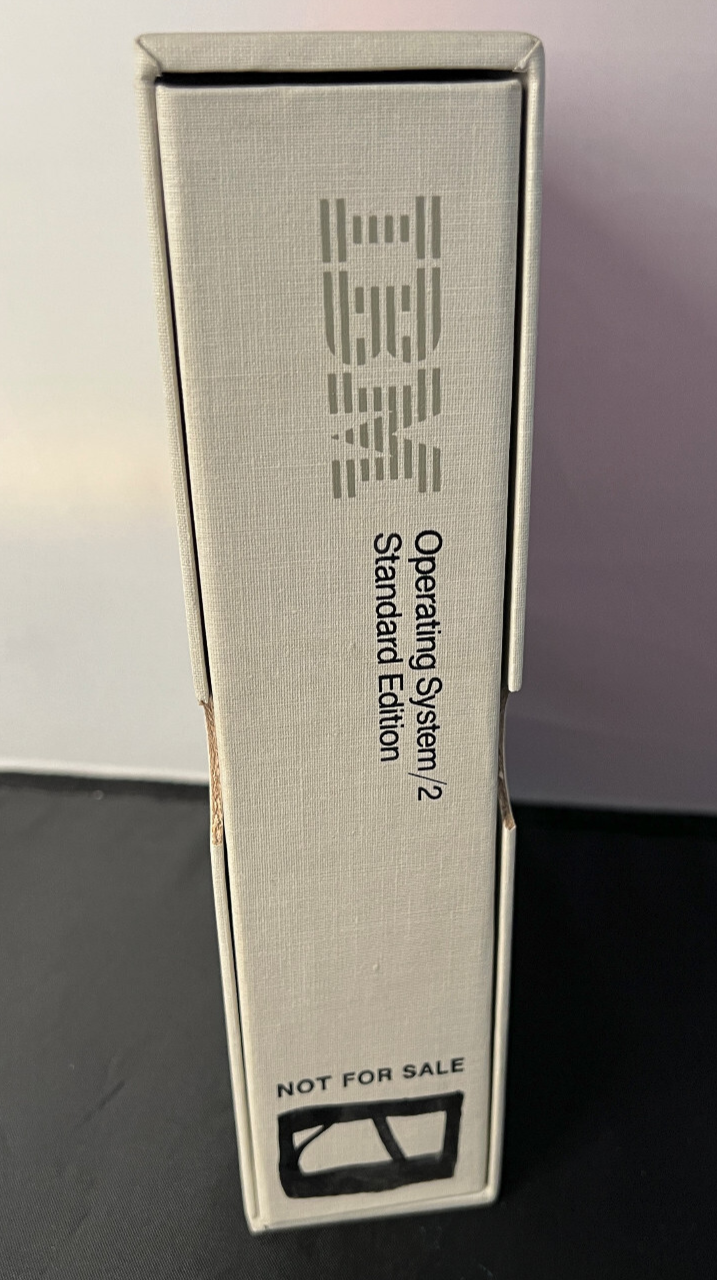 IBM
Operating System/2
Standard Edition
NOT FOR SALE